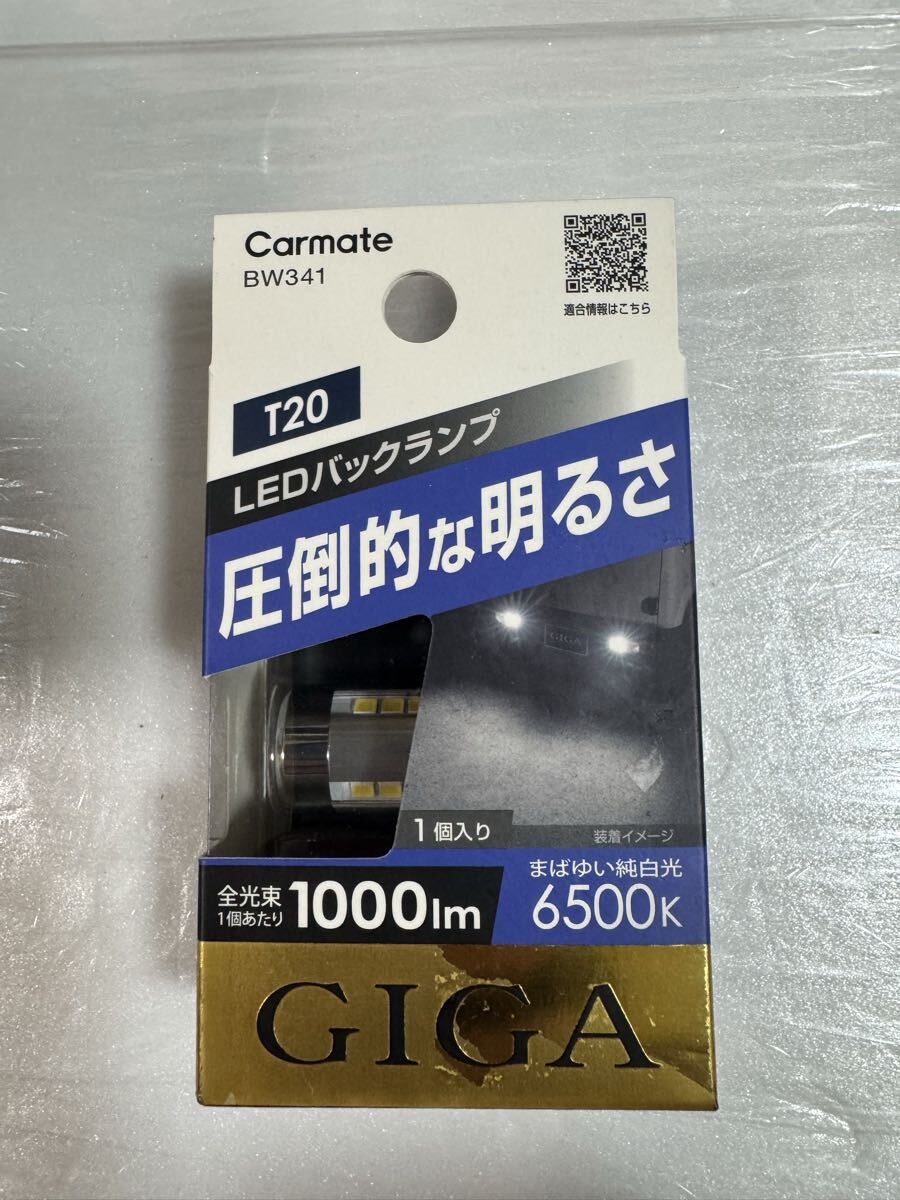 Carmate
BW341
適合情報はこちら
T20
LEDバックランプ
圧倒的な明るさ
GIGA
1個入り
装着イメージ
全光束
1個あたり
1000lm
まばゆい純白光
6500K
GIGA